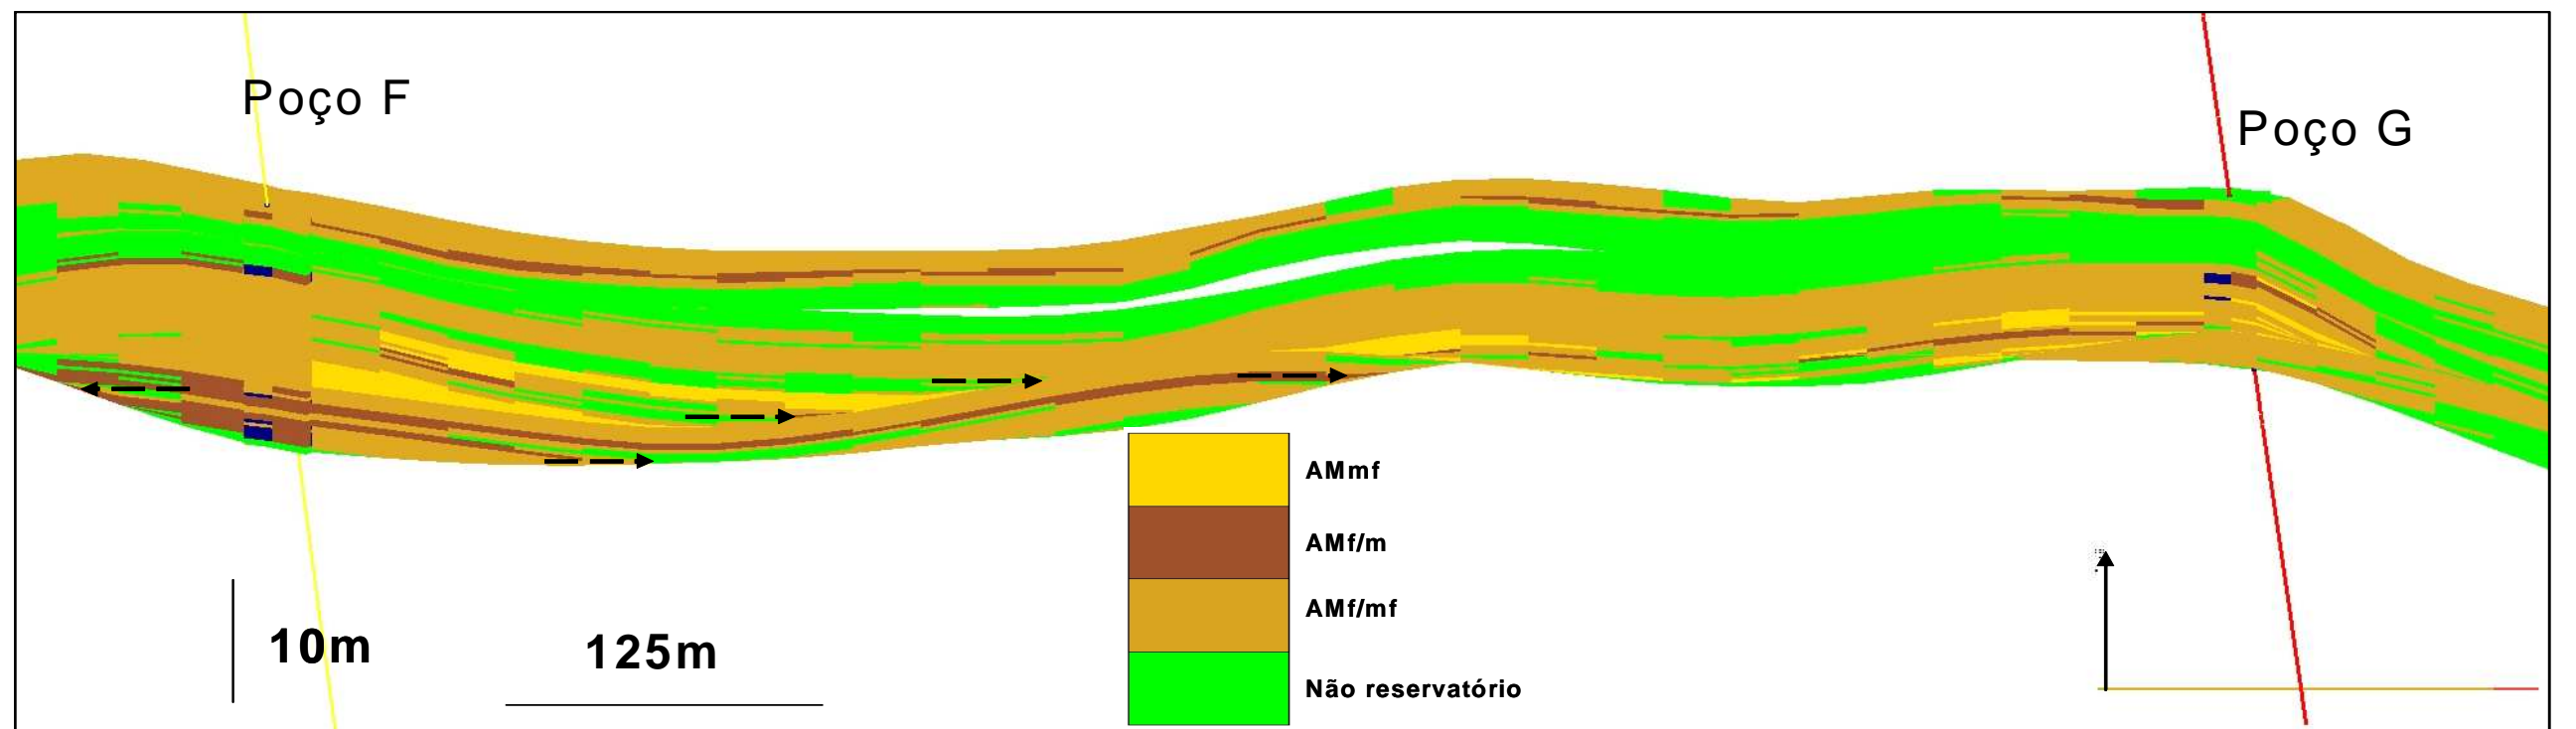 Poço F
Poço G
AMmf
AMf/m
AMf/mf
Não reservatório
10m
125m